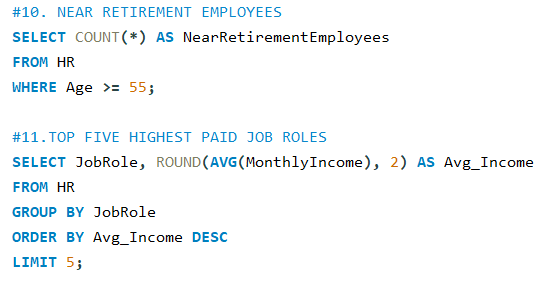 #10. NEAR RETIREMENT EMPLOYEES
SELECT COUNT(*) AS NearRetirementEmployees
FROM HR
WHERE Age >= 55;
#11.TOP FIVE HIGHEST PAID JOB ROLES
SELECT JobRole, ROUND(AVG(MonthlyIncome), 2) AS Avg_Income
FROM HR
GROUP BY JobRole
ORDER BY Avg_Income DESC
LIMIT 5;